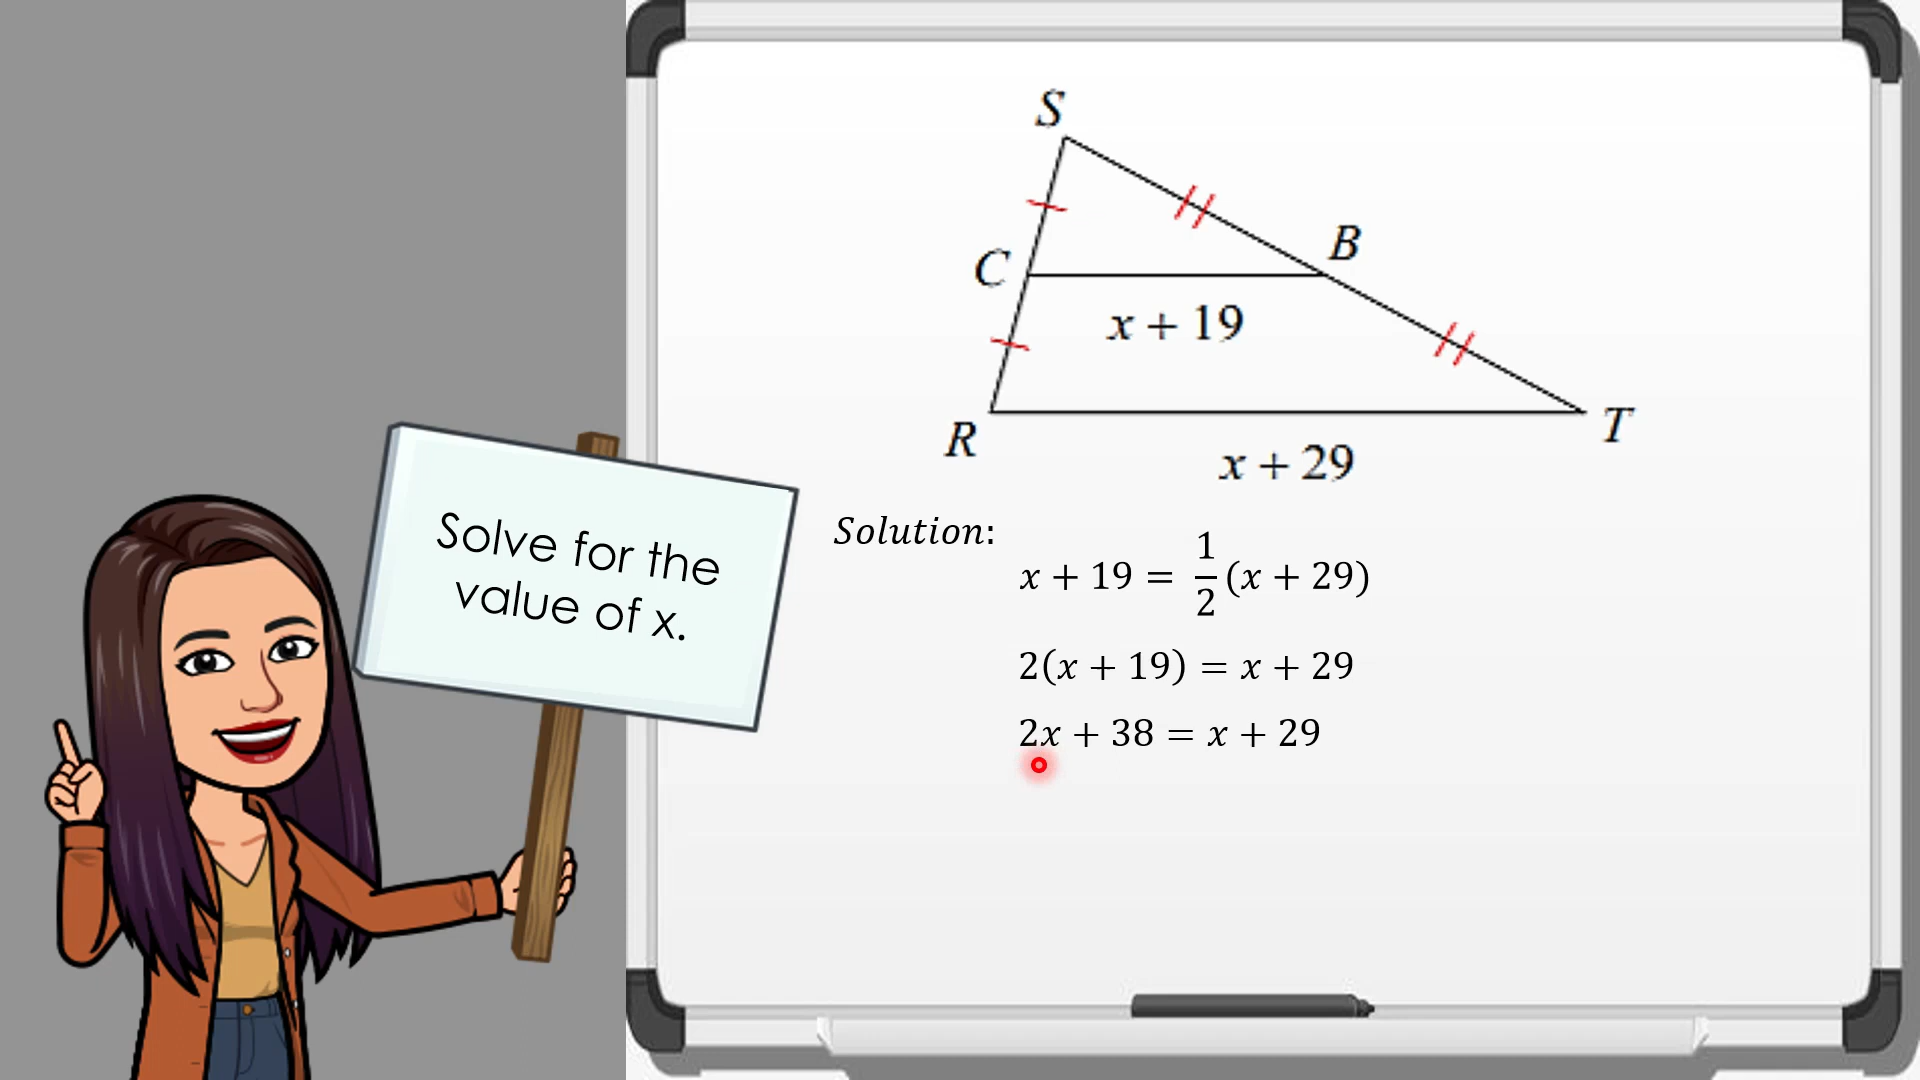 S
B
C
x + 19
R
T
x + 29
Solve for the
value of x.
Solution:
x + 19 = 1/2 (x + 29)
2(x + 19) = x + 29
2x + 38 = x + 29